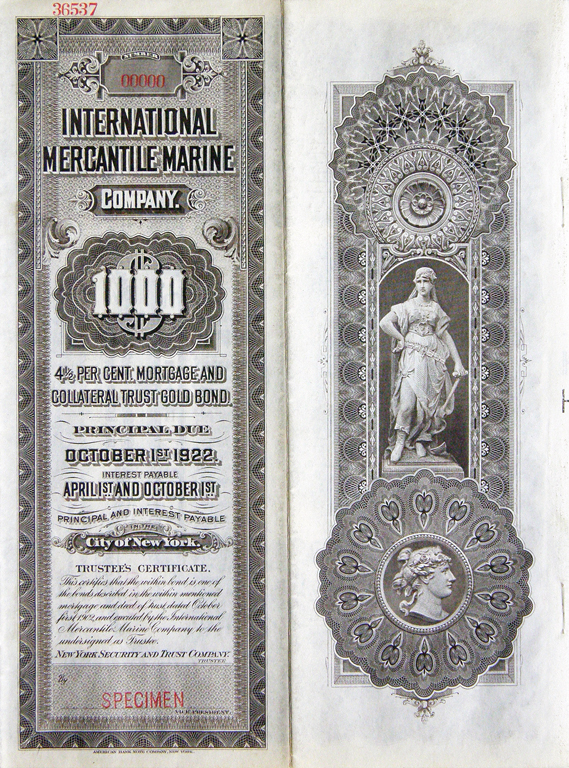 36537
NUMBER
00000
INTERNATIONAL
MERCANTILE MARINE
COMPANY.
1000
4½ PER CENT. MORTGAGE AND
COLLATERAL TRUST GOLD BOND.
PRINCIPAL DUE
OCTOBER 1ST 1922.
INTEREST PAYABLE
APRIL 1ST AND OCTOBER 1ST
PRINCIPAL AND INTEREST PAYABLE
IN THE
City of New York.
TRUSTEE'S CERTIFICATE.
This certifies that the within bond is one of
the bonds described in the within mentioned
mortgage and deed of trust, dated October
first 1902, and executed by the International
Mercantile Marine Company to the
undersigned as Trustee.
NEW YORK SECURITY AND TRUST COMPANY,
TRUSTEE
By
SPECIMEN
VICE PRESIDENT.
AMERICAN BANK NOTE COMPANY, NEW YORK.